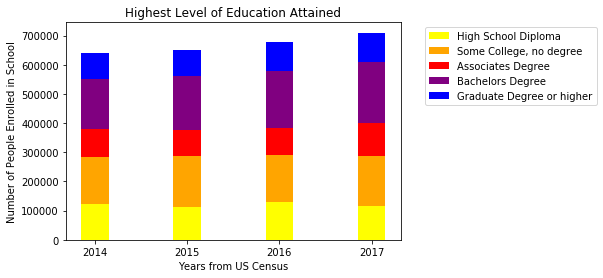 Highest Level of Education Attained
Number of People Enrolled in School
700000
600000
500000
400000
300000
200000
100000
0
2014 2015 2016 2017
Years from US Census
High School Diploma
Some College, no degree
Associates Degree
Bachelors Degree
Graduate Degree or higher